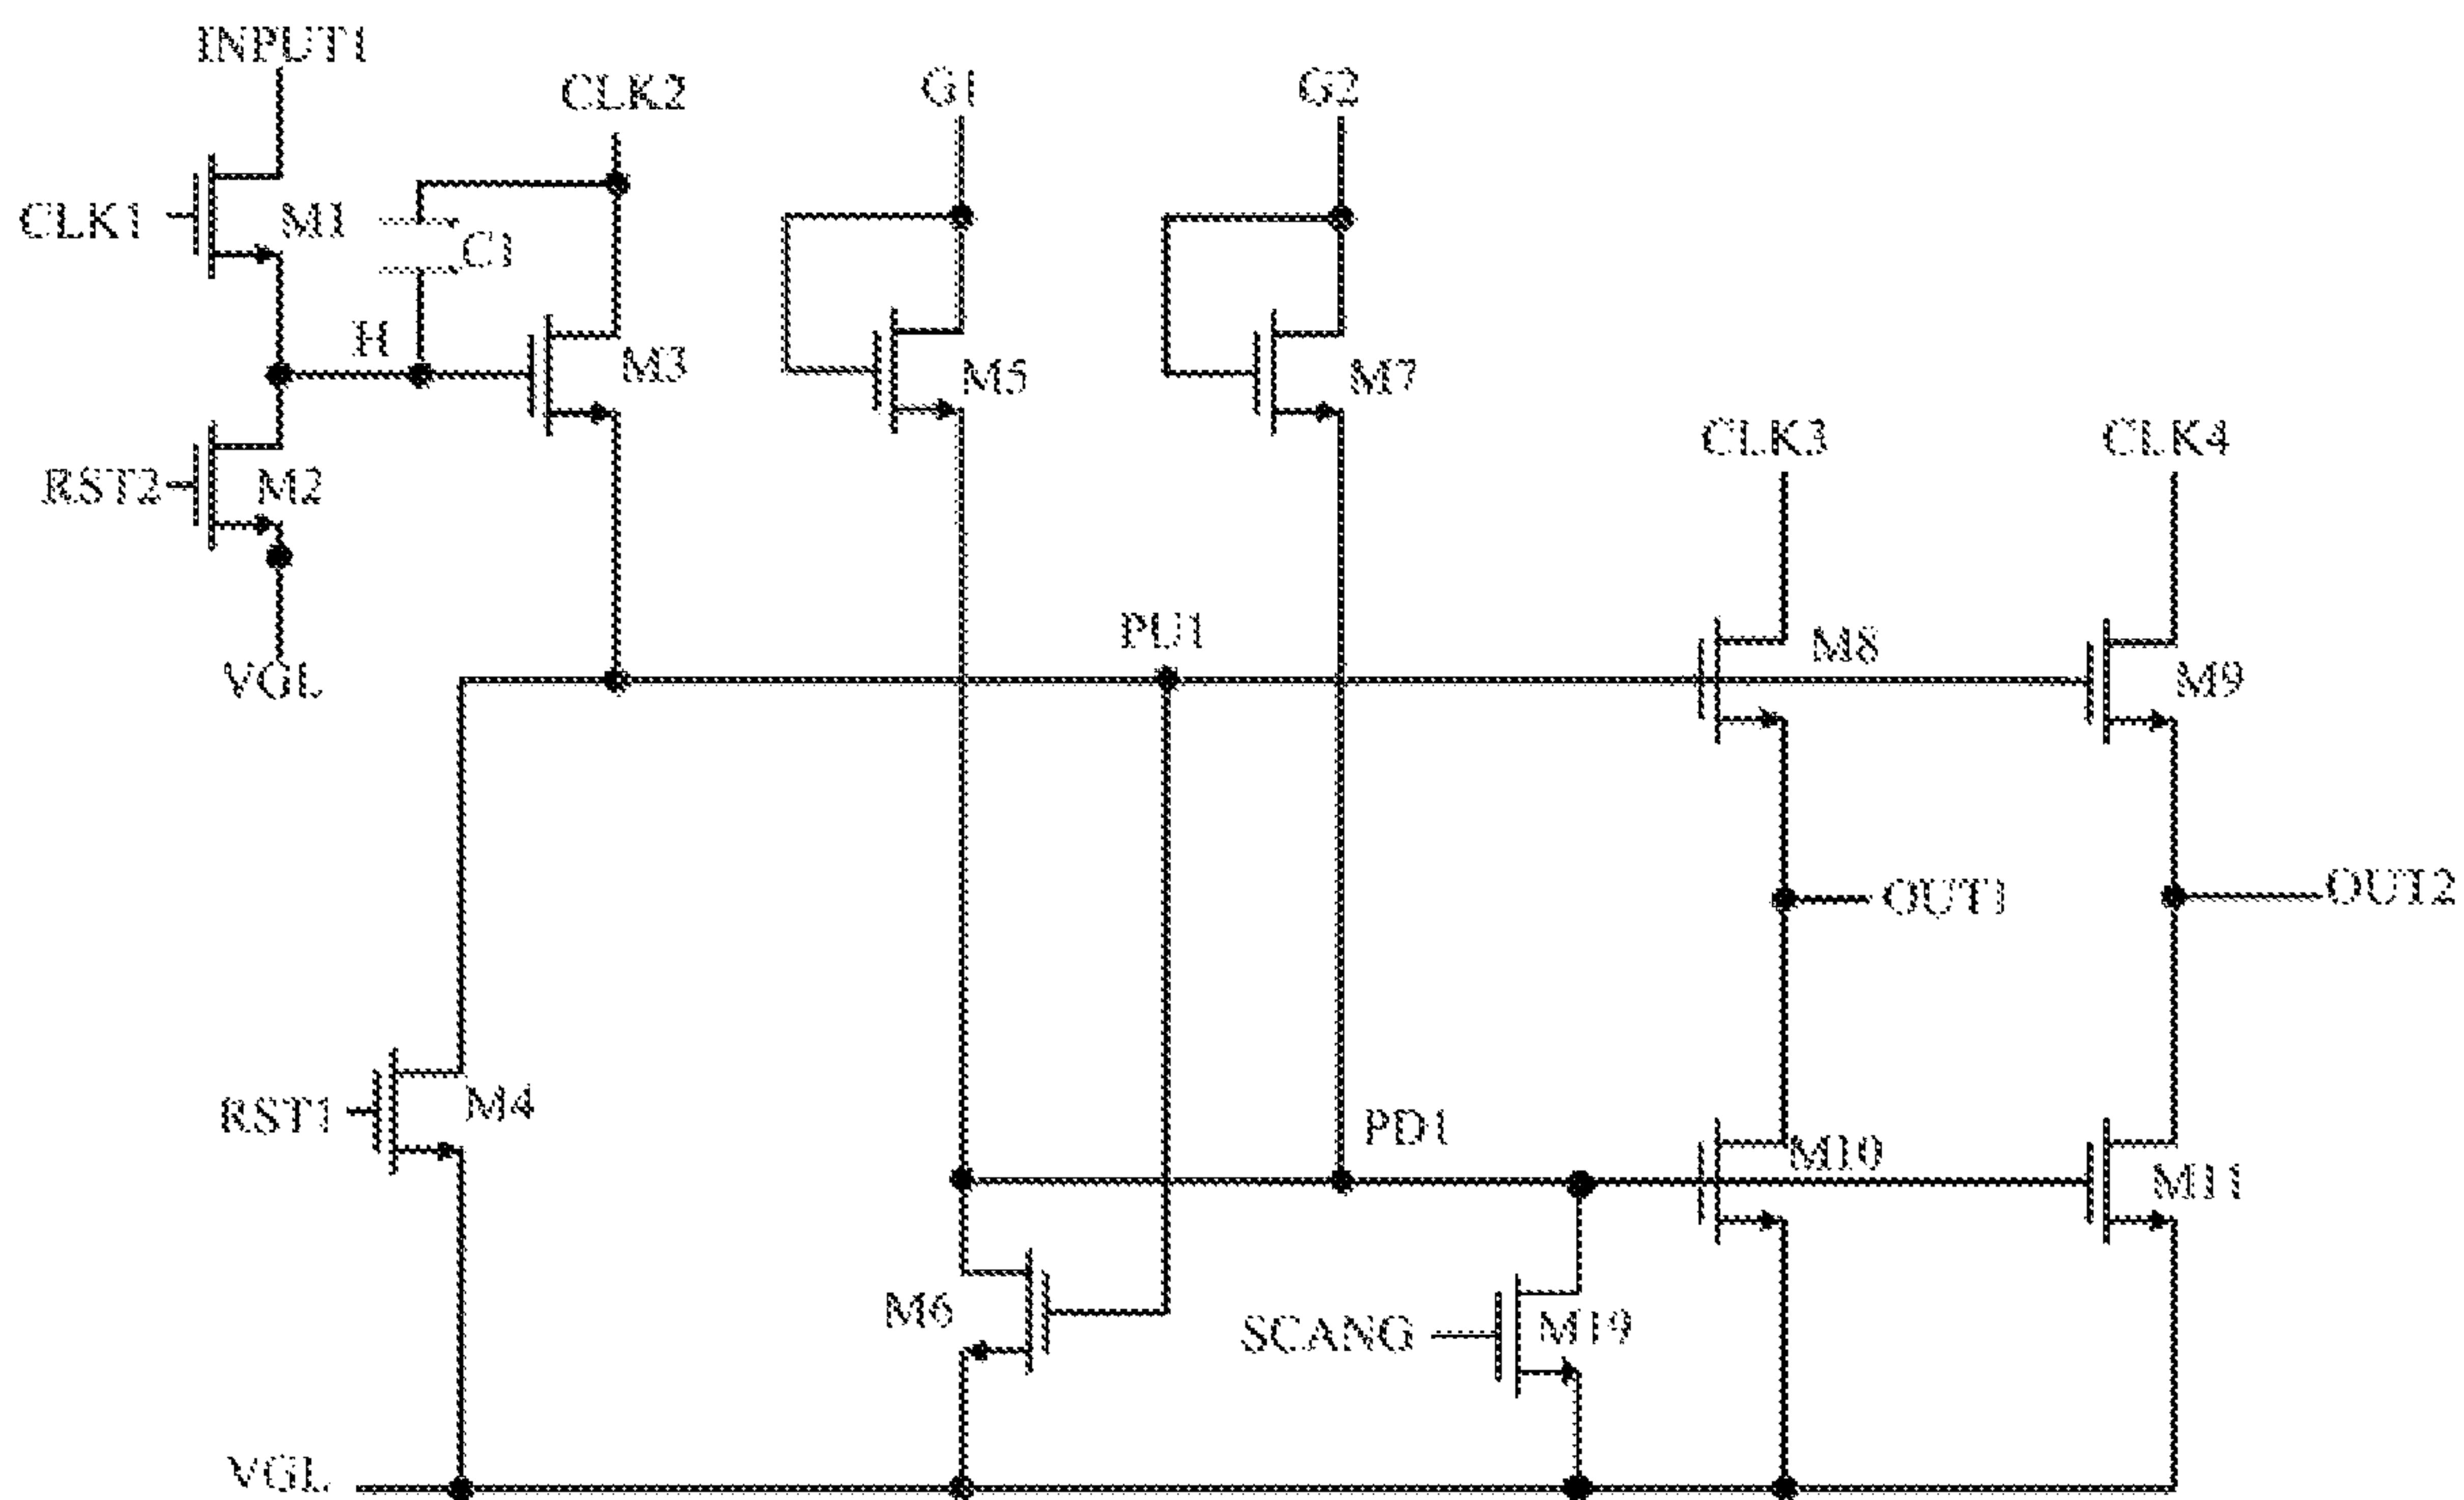 INPUT1
CLK2
G1
G2
CLK1
M1
C1
H
M3
M5
M7
CLK3
CLK4
RST2
M2
PU1
M8
VGL
M9
OUT1
OUT2
RST1
M4
PD1
M10
M11
M6
SCANG
M19
VGL